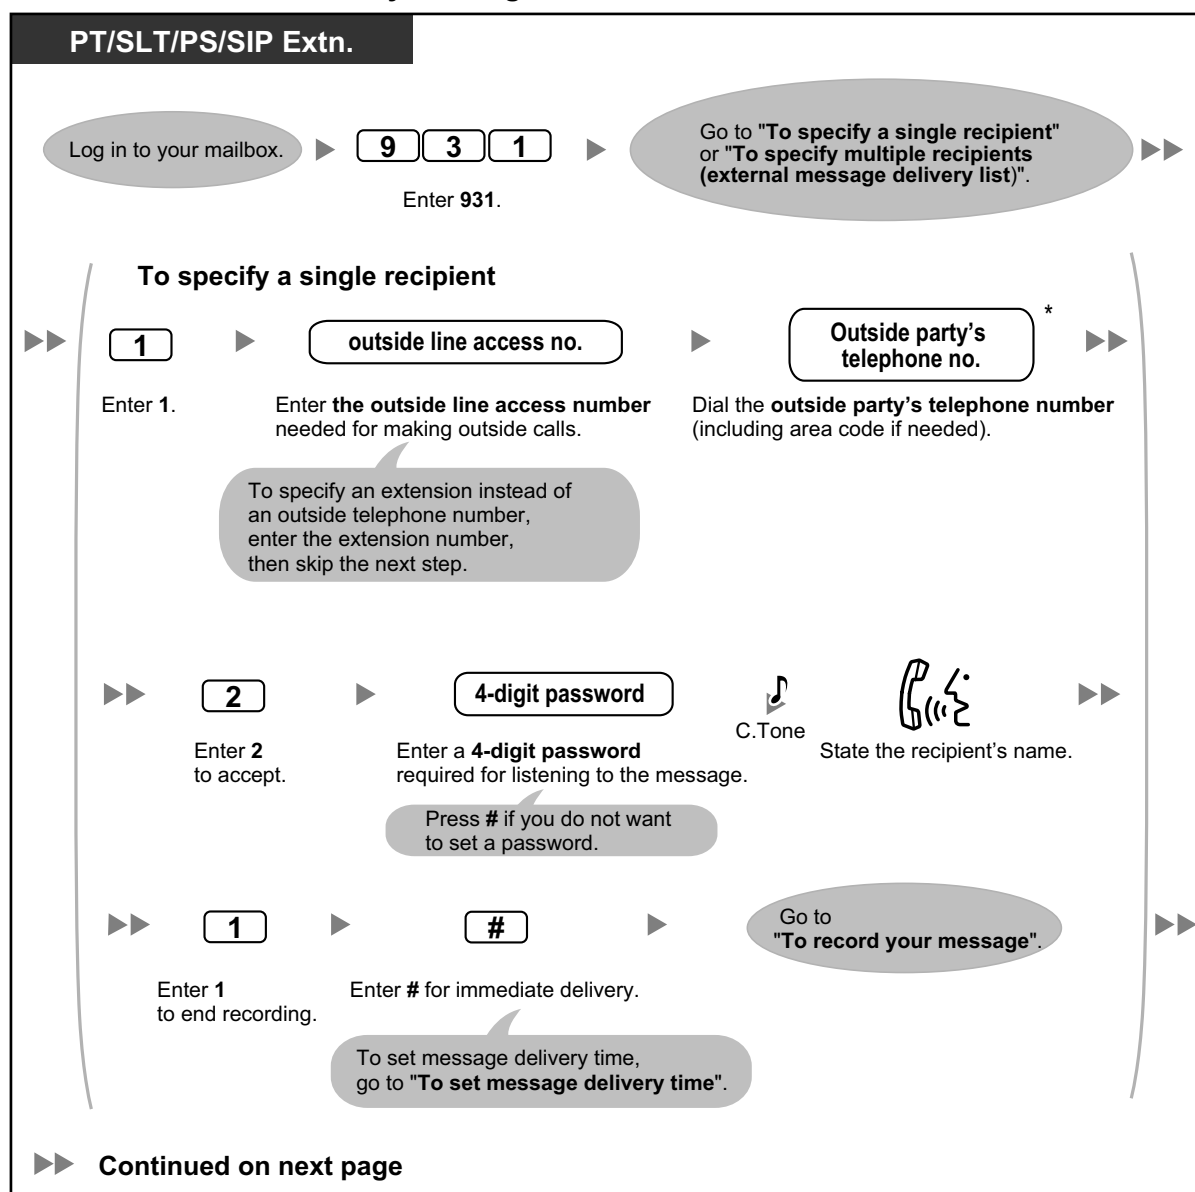 PT/SLT/PS/SIP Extn.
Log in to your mailbox.
9 3 1
Enter 931.
Go to "To specify a single recipient"
or "To specify multiple recipients
(external message delivery list)".
To specify a single recipient
1
outside line access no.
Outside party's
telephone no.
*
Enter 1.
Enter the outside line access number
needed for making outside calls.
Dial the outside party's telephone number
(including area code if needed).
To specify an extension instead of
an outside telephone number,
enter the extension number,
then skip the next step.
2
4-digit password
C.Tone
Enter 2
to accept.
Enter a 4-digit password
required for listening to the message.
State the recipient's name.
Press # if you do not want
to set a password.
1
#
Go to
"To record your message".
Enter 1
to end recording.
Enter # for immediate delivery.
To set message delivery time,
go to "To set message delivery time".
Continued on next page